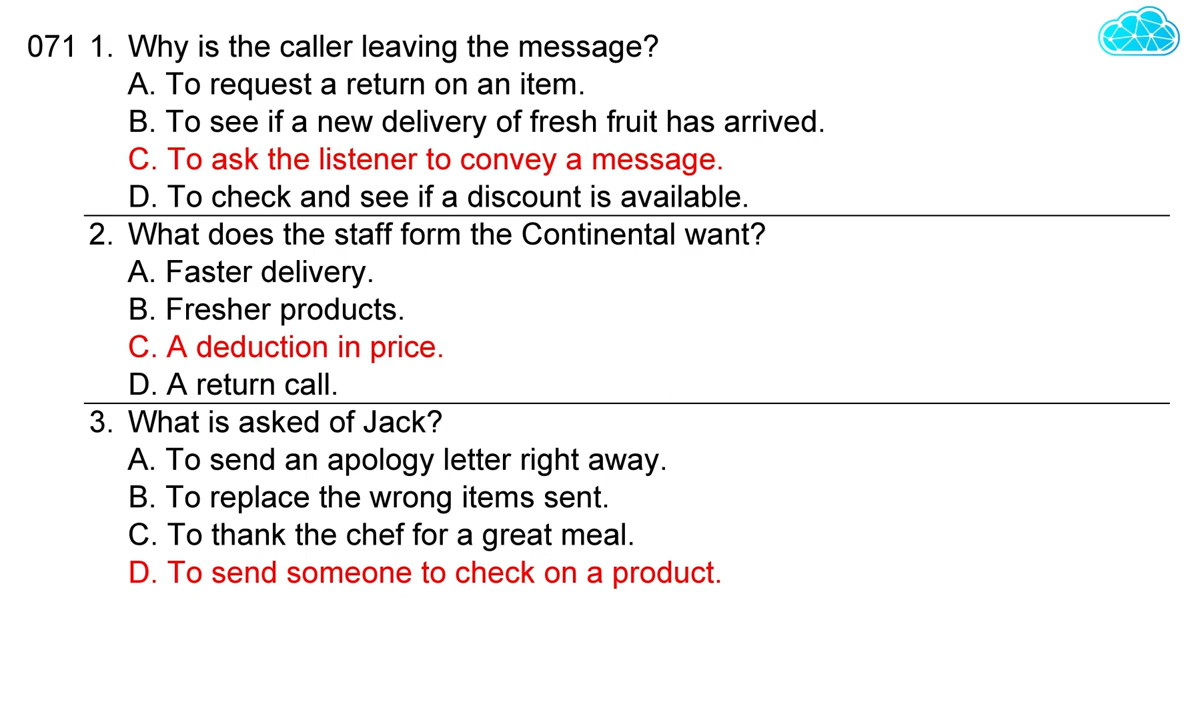 071 1. Why is the caller leaving the message?
A. To request a return on an item.
B. To see if a new delivery of fresh fruit has arrived.
C. To ask the listener to convey a message.
D. To check and see if a discount is available.
2. What does the staff form the Continental want?
A. Faster delivery.
B. Fresher products.
C. A deduction in price.
D. A return call.
3. What is asked of Jack?
A. To send an apology letter right away.
B. To replace the wrong items sent.
C. To thank the chef for a great meal.
D. To send someone to check on a product.